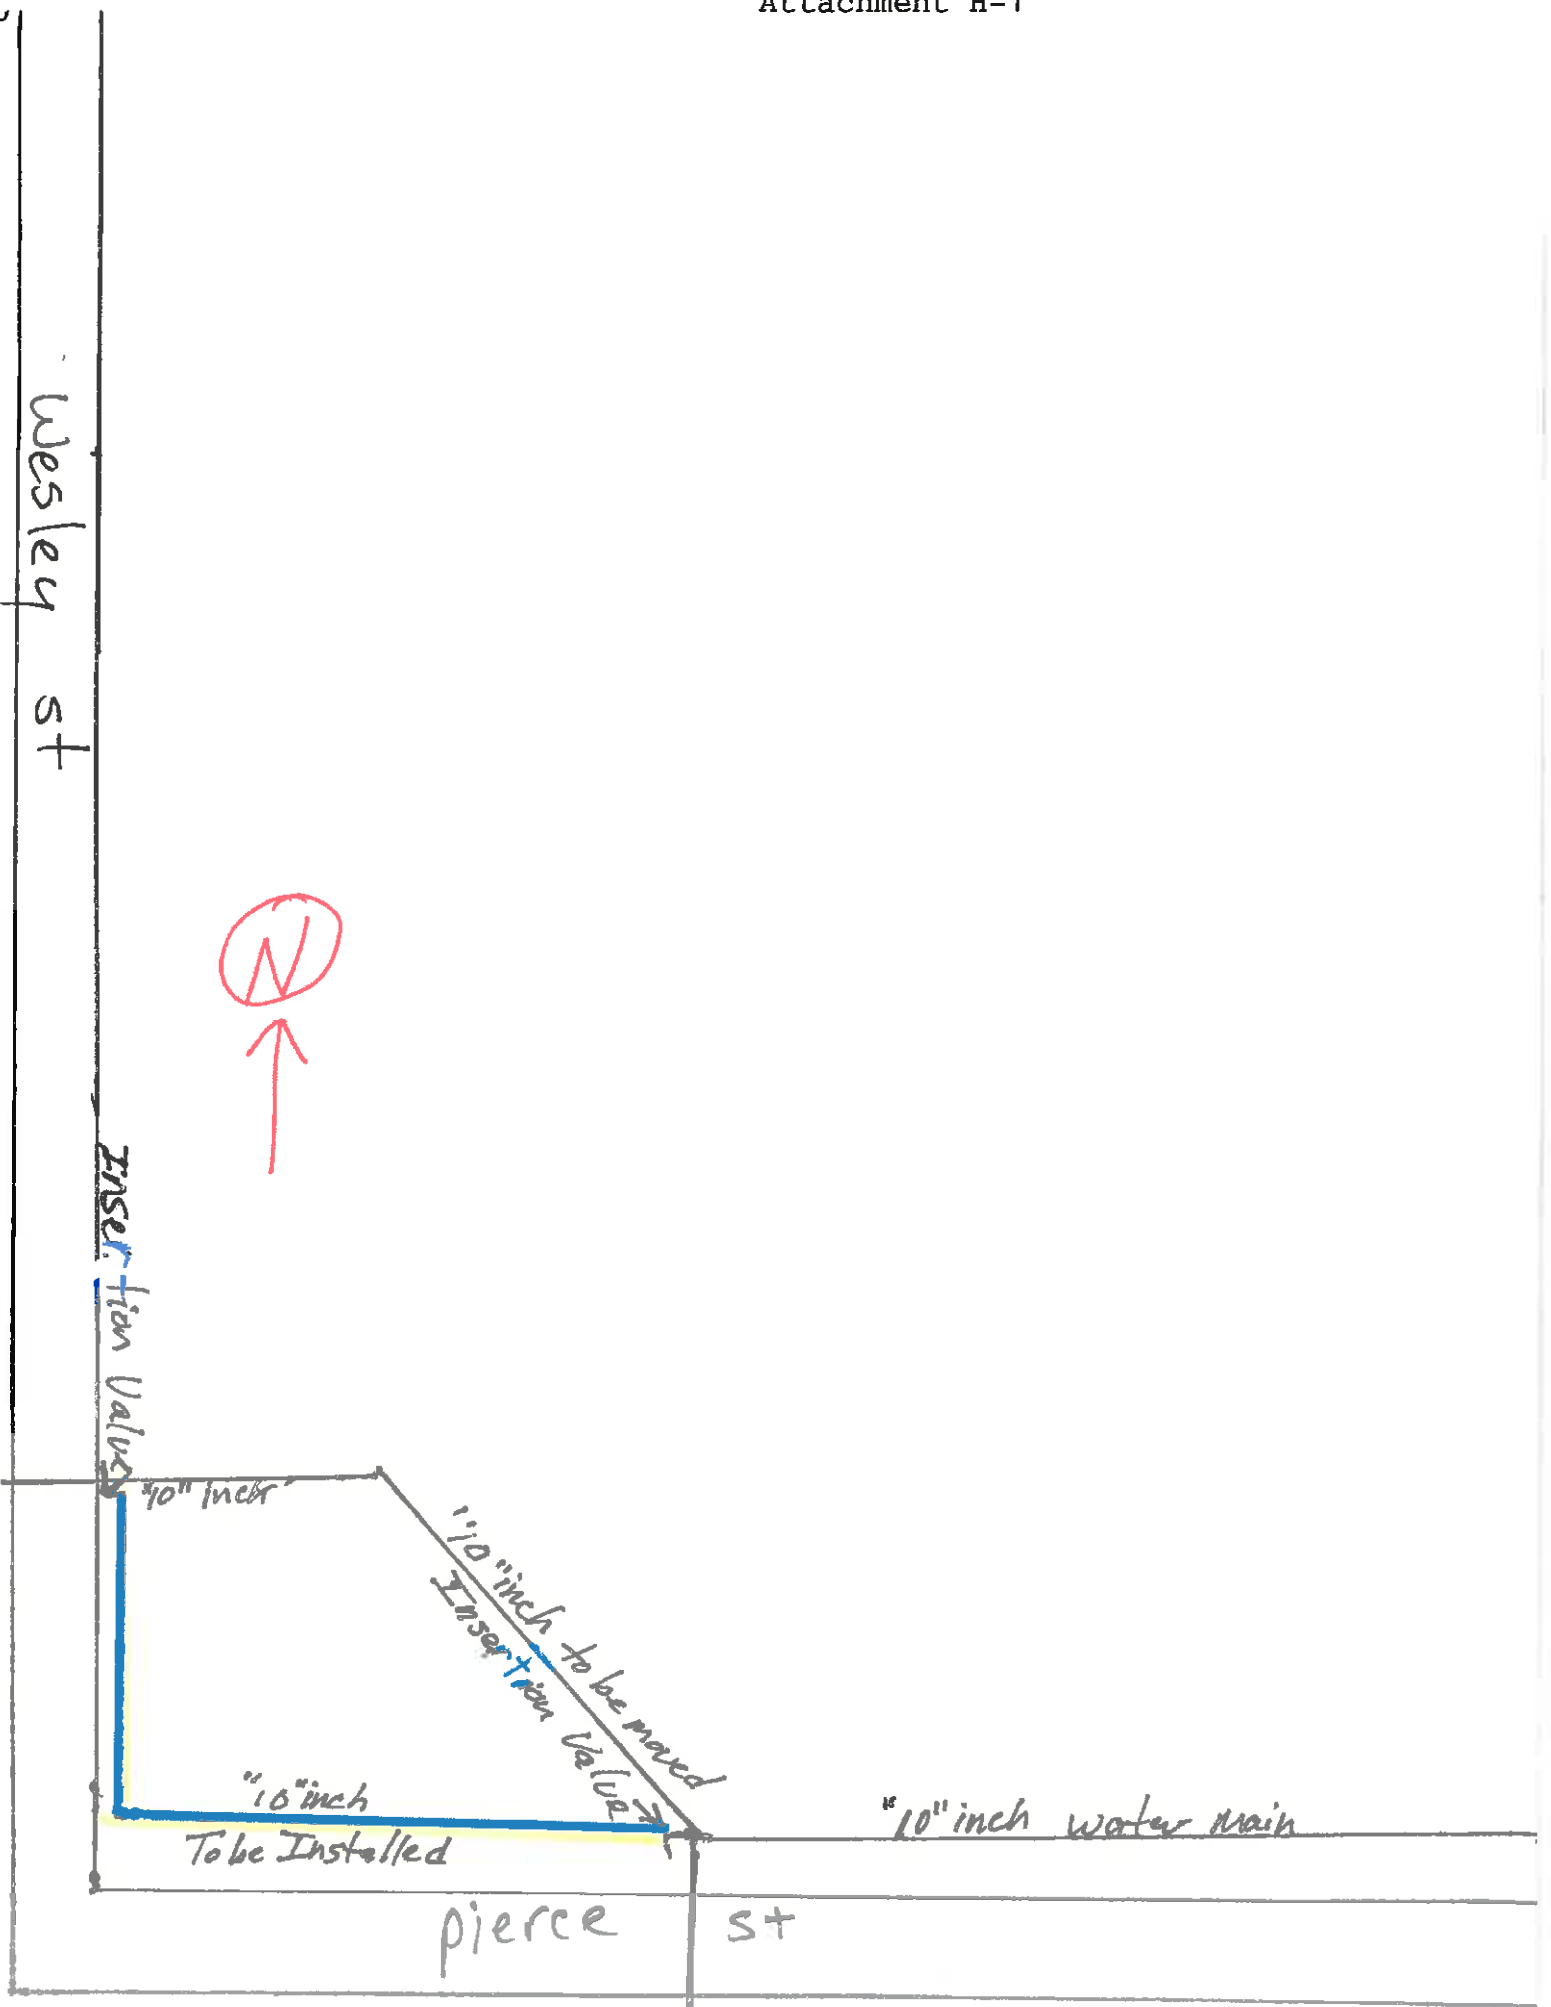 Attachment H-1
Wesley st
N
Insertion Valve
"10" inch
"10" inch to be moved
Insertion Valve
"10" inch
To be Installed
"10" inch water main
pierce st